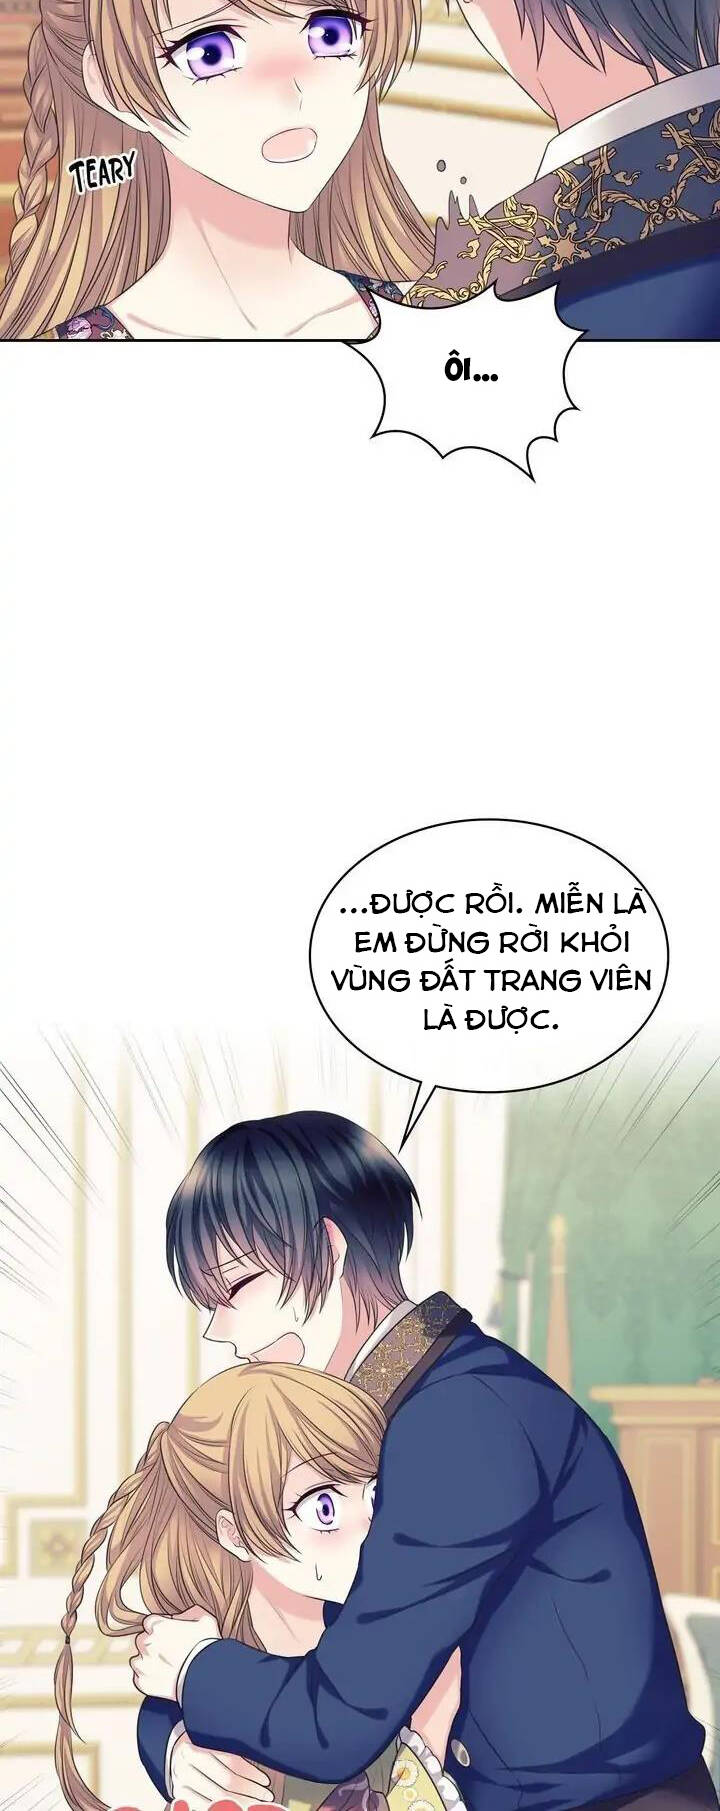 TEARY
ÔI...
...ĐƯỢC RỒI. MIỄN LÀ
EM ĐỪNG RỜI KHỎI
VÙNG ĐẤT TRANG VIÊN
LÀ ĐƯỢC.